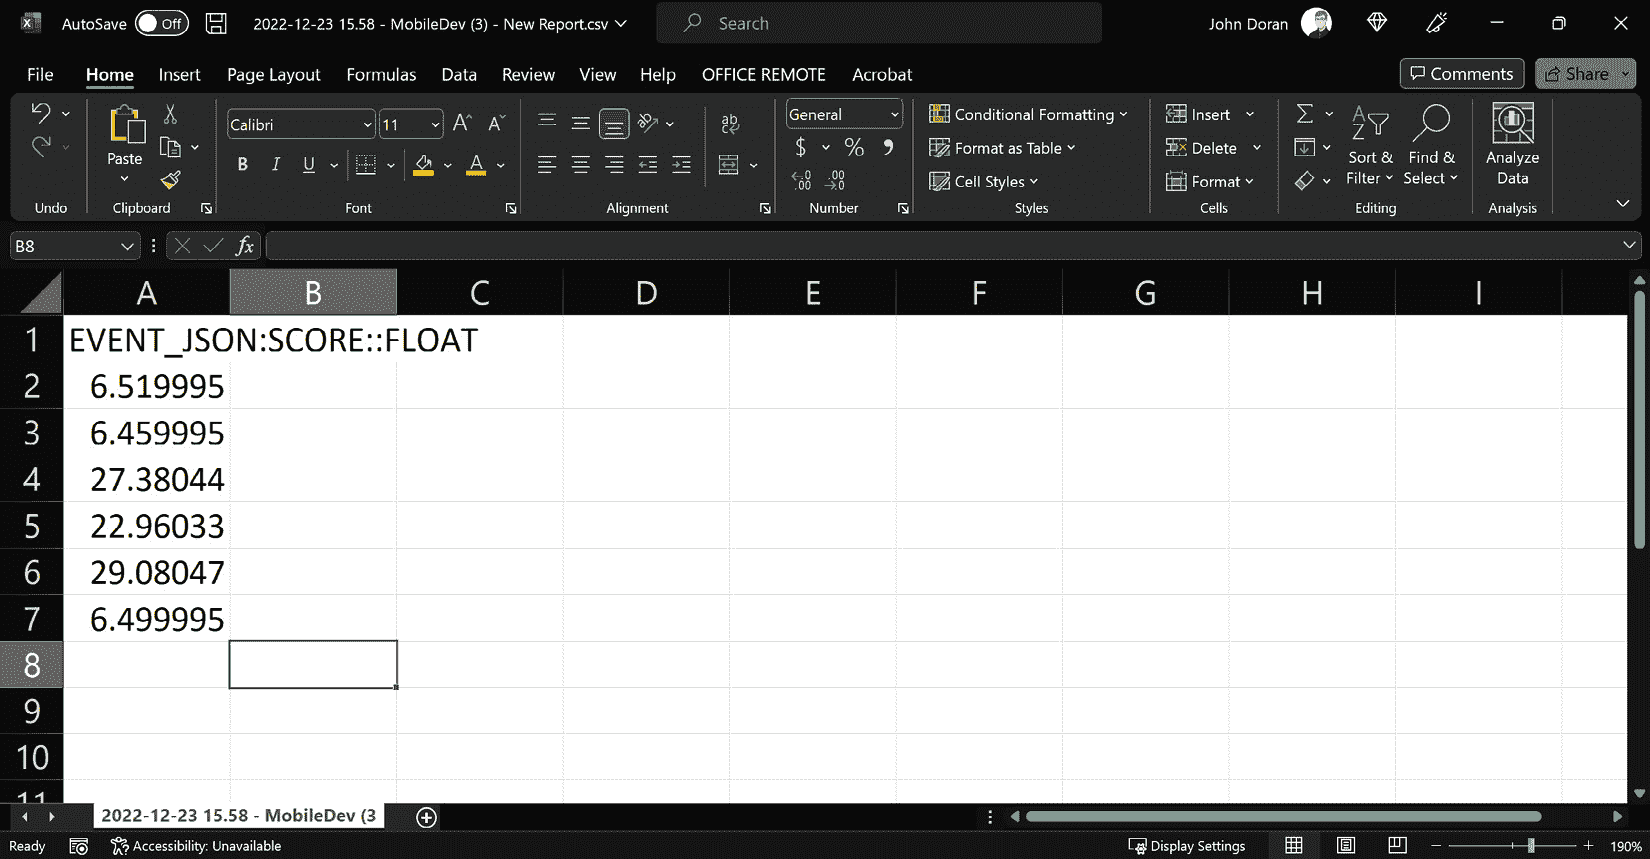 AutoSave Off 2022-12-23 15.58 - MobileDev (3) - New Report.csv Search John Doran
File Home Insert Page Layout Formulas Data Review View Help OFFICE REMOTE Acrobat Comments Share
Calibri 11 General Conditional Formatting Insert
Paste B I U $ % Format as Table Delete Sort & Filter Find & Select Analyze Data
Cell Styles Format
Undo Clipboard Font Alignment Number Styles Cells Editing Analysis
B8 fx
A B C D E F G H I
1 EVENT_JSON:SCORE::FLOAT
2 6.519995
3 6.459995
4 27.38044
5 22.96033
6 29.08047
7 6.499995
8
9
10
11
2022-12-23 15.58 - MobileDev (3
Ready Accessibility: Unavailable Display Settings 190%